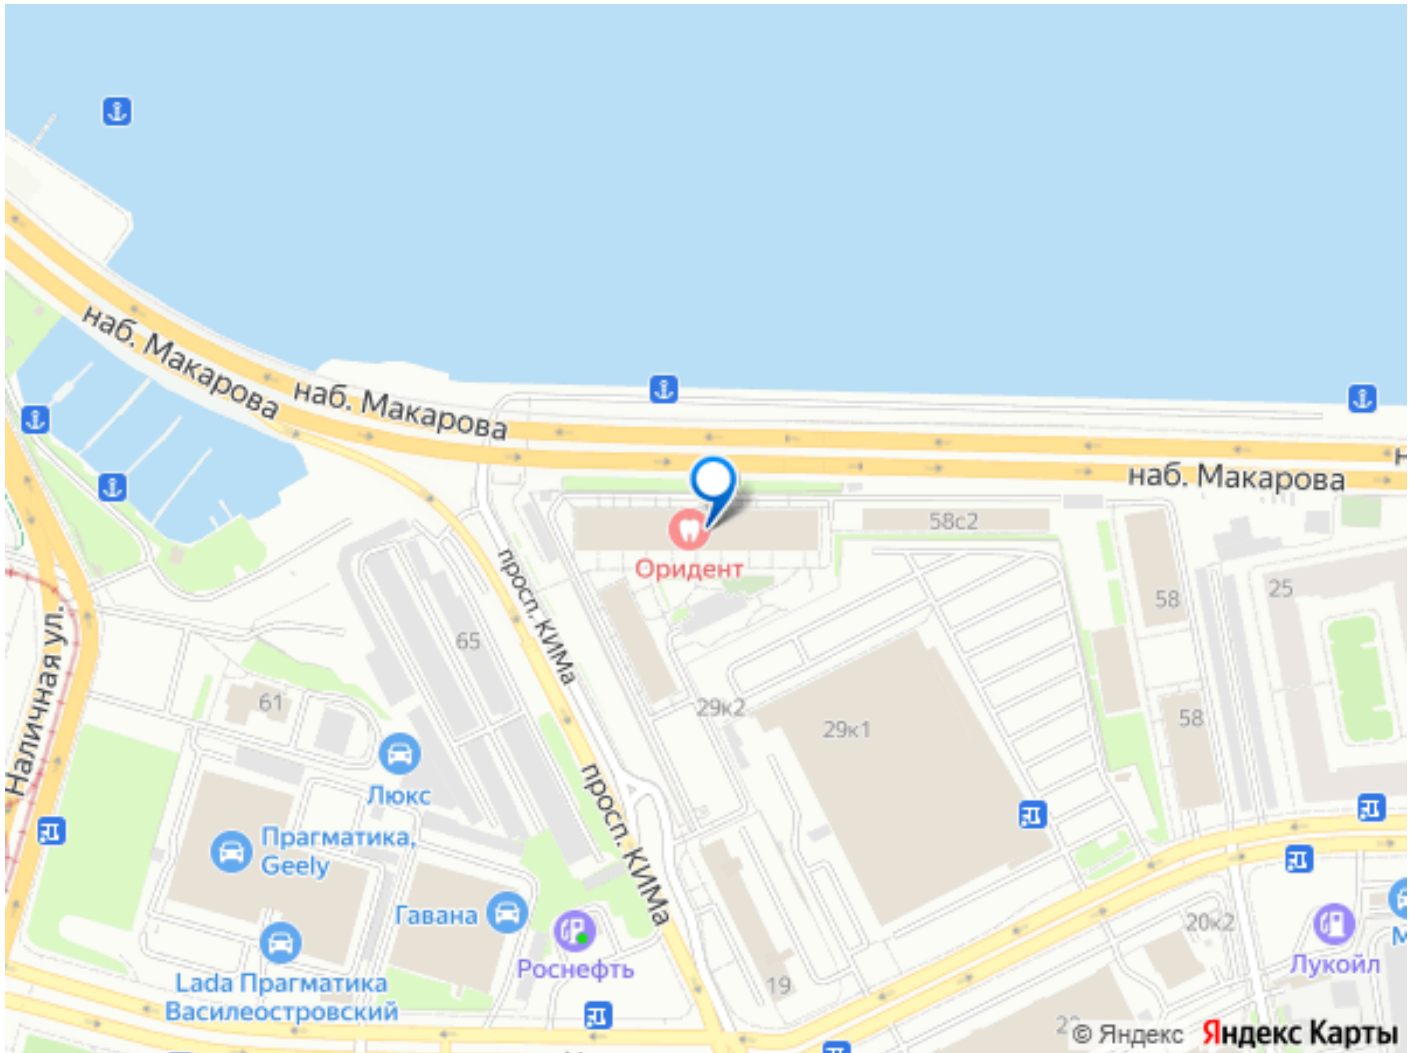 наб. Макарова
наб. Макарова
н
наб. Макарова
58с2
Оридент
просп. КИМа
25
58
65
Наличная ул.
61
29к2
58
29к1
Люкс
просп. КИМа
Прагматика,
Geely
Гавана
20к2
Роснефть
Лукойл
М
Lada Прагматика
Василеостровский
19
© Яндекс Яндекс Карты